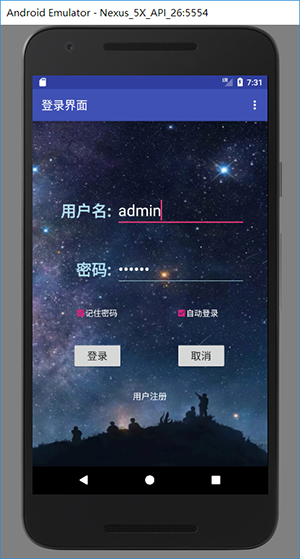 Android Emulator - Nexus_5X_API_26:5554
7:31
登录界面
用户名: admin
密码: ••••••
记住密码 自动登录
登录 取消
用户注册